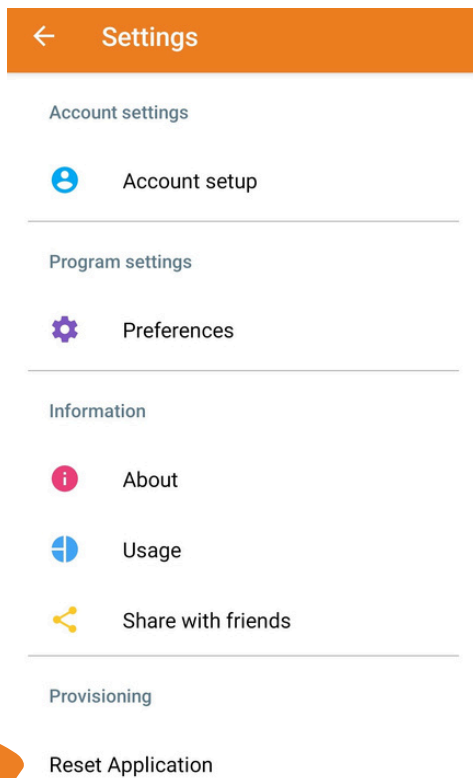 Settings
Account settings
Account setup
Program settings
Preferences
Information
About
Usage
Share with friends
Provisioning
Reset Application